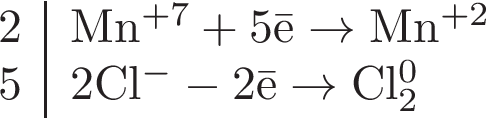 2 | Mn⁺⁷ + 5ē → Mn⁺²
5 | 2Cl⁻ − 2ē → Cl₂⁰